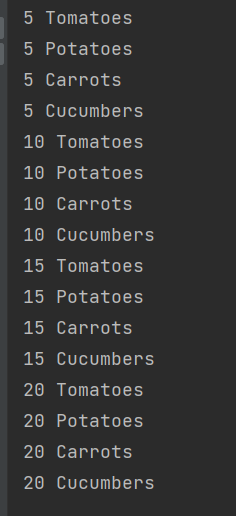 5 Tomatoes
5 Potatoes
5 Carrots
5 Cucumbers
10 Tomatoes
10 Potatoes
10 Carrots
10 Cucumbers
15 Tomatoes
15 Potatoes
15 Carrots
15 Cucumbers
20 Tomatoes
20 Potatoes
20 Carrots
20 Cucumbers